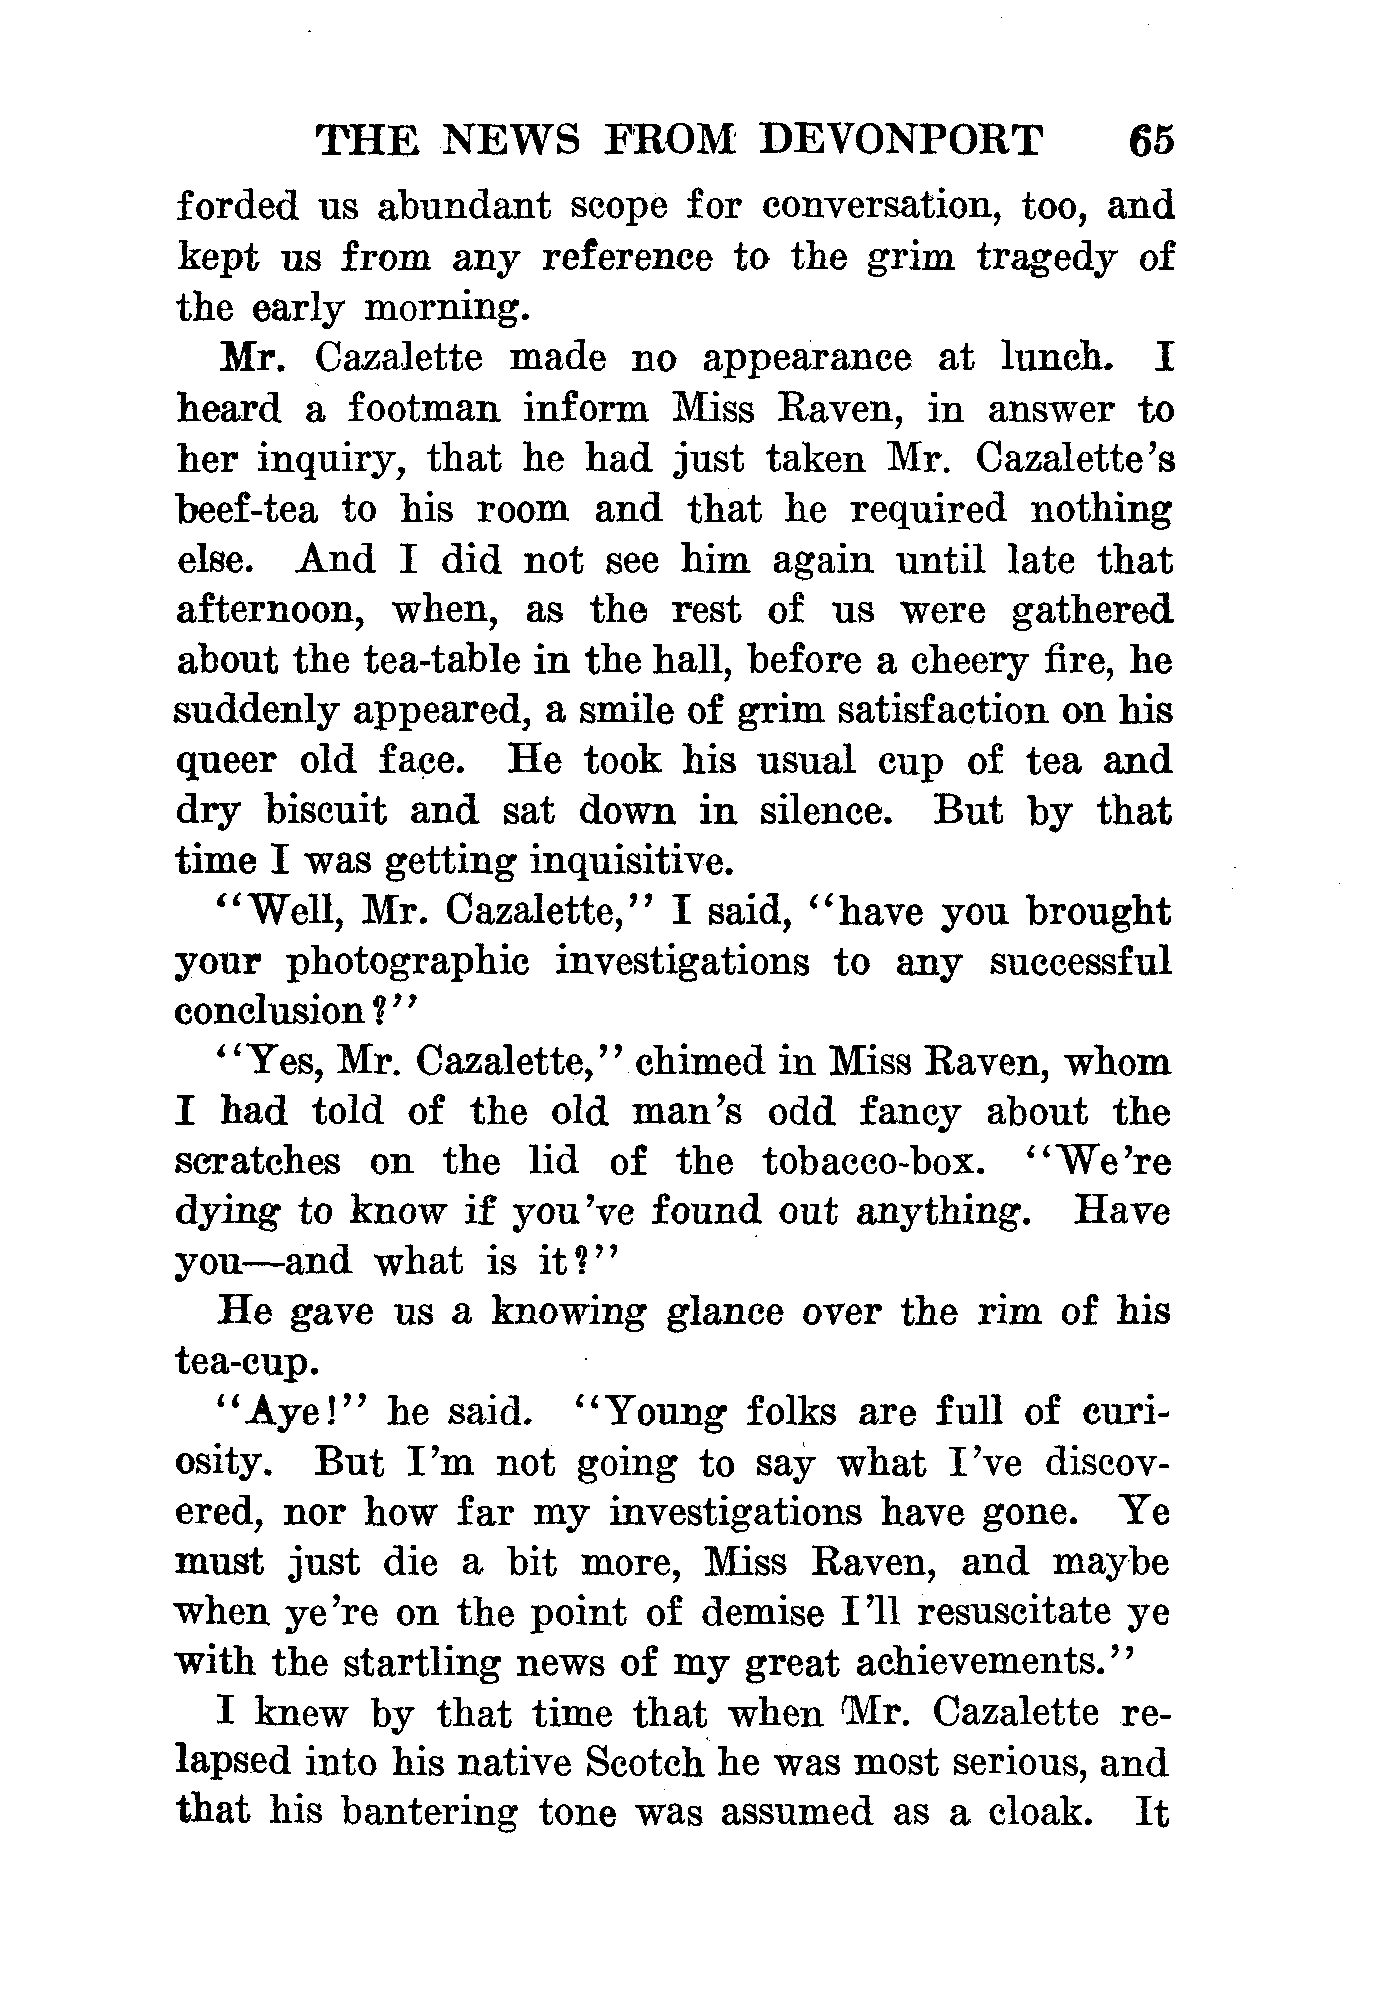 THE NEWS FROM DEVONPORT 65
forded us abundant scope for conversation, too, and
kept us from any reference to the grim tragedy of
the early morning.
Mr. Cazalette made no appearance at lunch. I
heard a footman inform Miss Raven, in answer to
her inquiry, that he had just taken Mr. Cazalette's
beef-tea to his room and that he required nothing
else. And I did not see him again until late that
afternoon, when, as the rest of us were gathered
about the tea-table in the hall, before a cheery fire, he
suddenly appeared, a smile of grim satisfaction on his
queer old face. He took his usual cup of tea and
dry biscuit and sat down in silence. But by that
time I was getting inquisitive.
"Well, Mr. Cazalette," I said, "have you brought
your photographic investigations to any successful
conclusion?"
"Yes, Mr. Cazalette," chimed in Miss Raven, whom
I had told of the old man's odd fancy about the
scratches on the lid of the tobacco-box. "We're
dying to know if you've found out anything. Have
you—and what is it?"
He gave us a knowing glance over the rim of his
tea-cup.
"Aye!" he said. "Young folks are full of curi-
osity. But I'm not going to say what I've discov-
ered, nor how far my investigations have gone. Ye
must just die a bit more, Miss Raven, and maybe
when ye're on the point of demise I'll resuscitate ye
with the startling news of my great achievements."
I knew by that time that when Mr. Cazalette re-
lapsed into his native Scotch he was most serious, and
that his bantering tone was assumed as a cloak. It